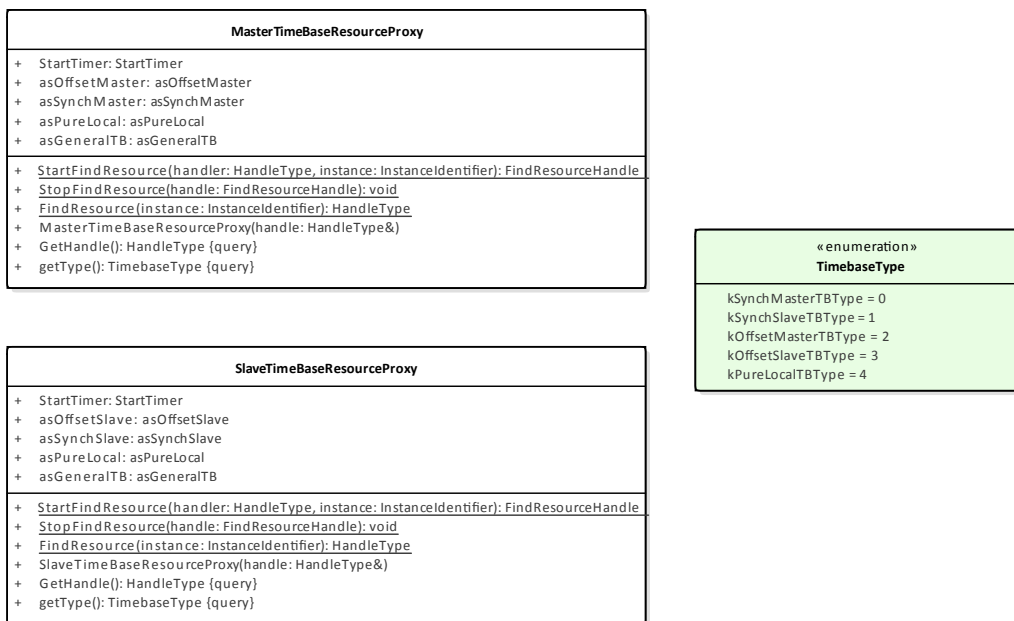 MasterTimeBaseResourceProxy
+ StartTimer: StartTimer
+ asOffsetMaster: asOffsetMaster
+ asSynchMaster: asSynchMaster
+ asPureLocal: asPureLocal
+ asGeneralTB: asGeneralTB
+ StartFindResource(handler: HandleType, instance: InstanceIdentifier): FindResourceHandle
+ StopFindResource(handle: FindResourceHandle): void
+ FindResource(instance: InstanceIdentifier): HandleType
+ MasterTimeBaseResourceProxy(handle: HandleType&)
+ GetHandle(): HandleType {query}
+ getType(): TimebaseType {query}
«enumeration»
TimebaseType
kSynchMasterTBType = 0
kSynchSlaveTBType = 1
kOffsetMasterTBType = 2
kOffsetSlaveTBType = 3
kPureLocalTBType = 4
SlaveTimeBaseResourceProxy
+ StartTimer: StartTimer
+ asOffsetSlave: asOffsetSlave
+ asSynchSlave: asSynchSlave
+ asPureLocal: asPureLocal
+ asGeneralTB: asGeneralTB
+ StartFindResource(handler: HandleType, instance: InstanceIdentifier): FindResourceHandle
+ StopFindResource(handle: FindResourceHandle): void
+ FindResource(instance: InstanceIdentifier): HandleType
+ SlaveTimeBaseResourceProxy(handle: HandleType&)
+ GetHandle(): HandleType {query}
+ getType(): TimebaseType {query}